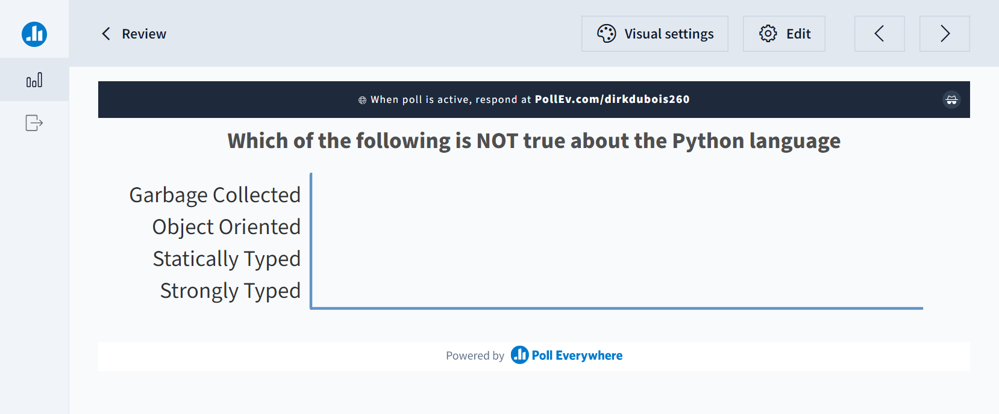 Review
Visual settings
Edit
When poll is active, respond at PollEv.com/dirkdubois260
Which of the following is NOT true about the Python language
Garbage Collected
Object Oriented
Statically Typed
Strongly Typed
Powered by Poll Everywhere